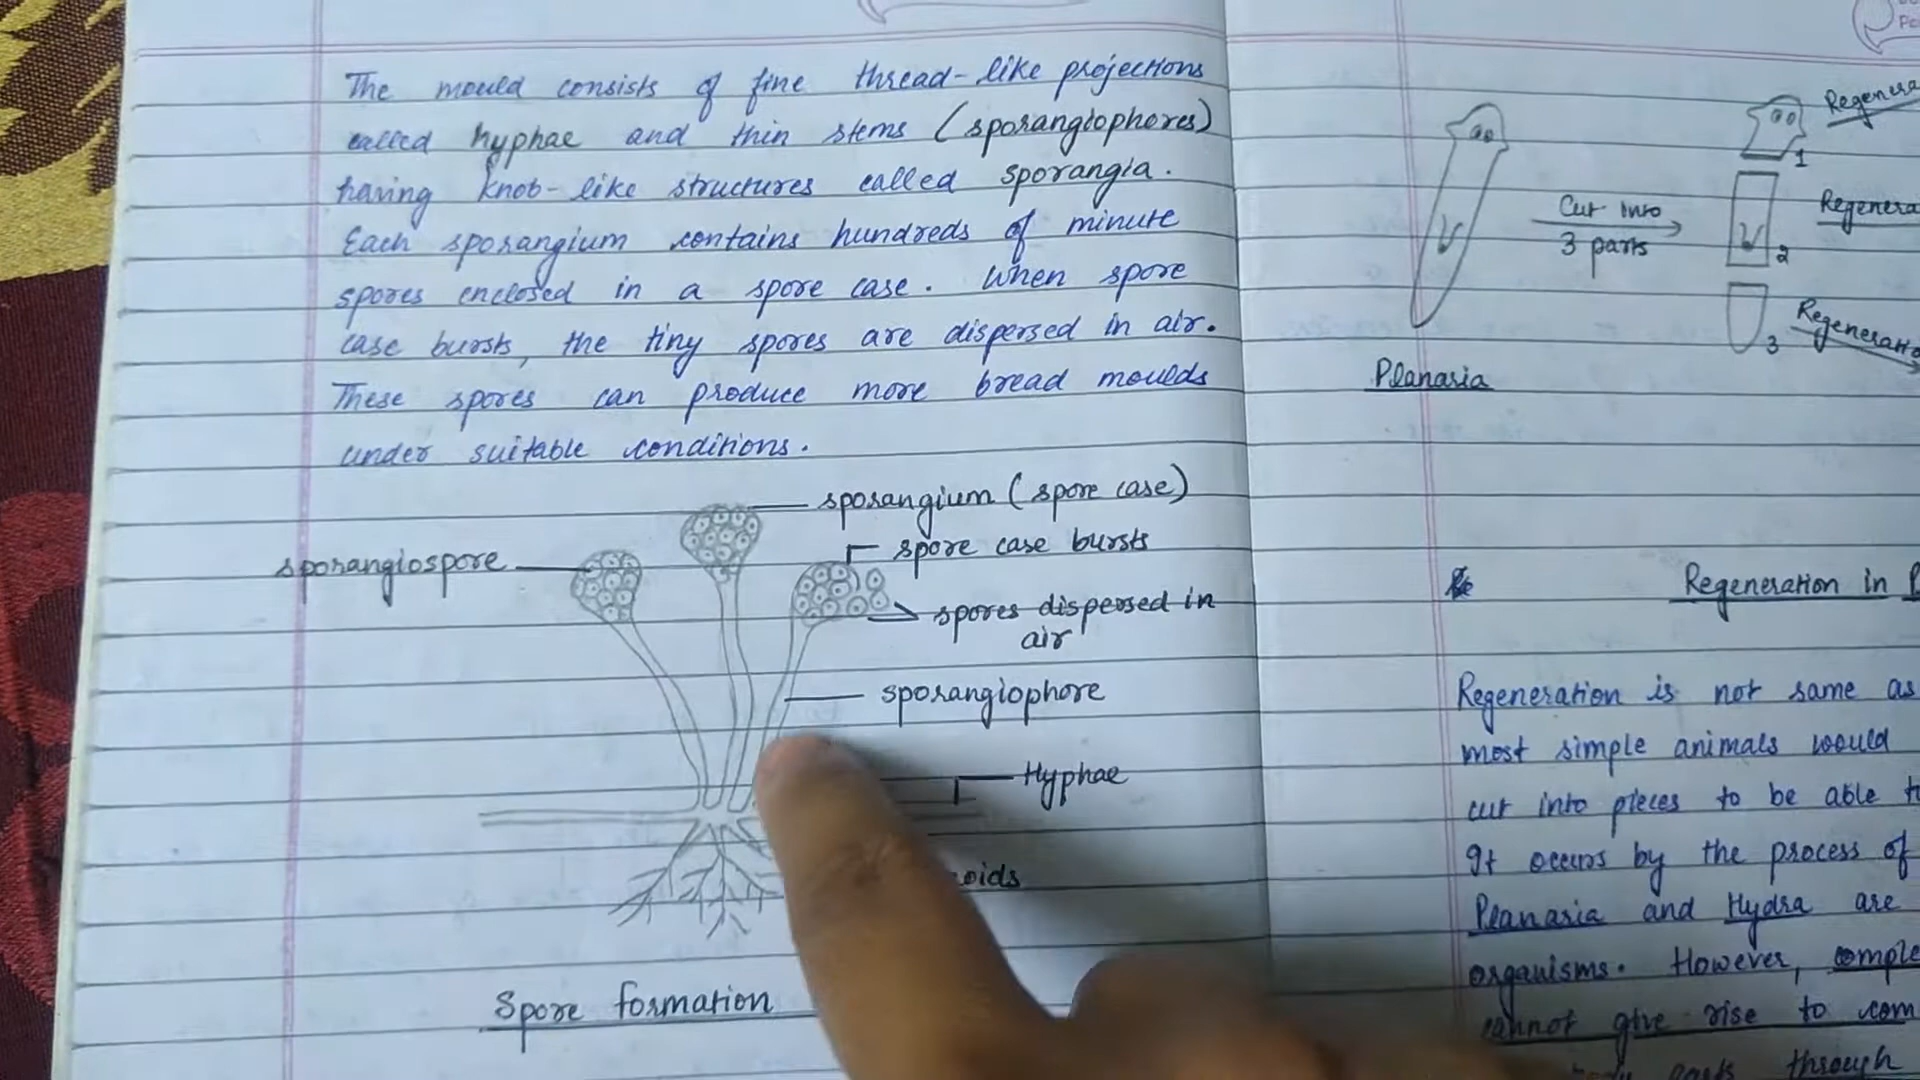 The mould consists of fine thread-like projections
called hyphae and thin stems (sporangiophores)
having knob-like structures called sporangia.
Each sporangium contains hundreds of minute
spores enclosed in a spore case. When spore
case bursts, the tiny spores are dispersed in air.
These spores can produce more bread moulds
under suitable conditions.
sporangium (spore case)
spore case bursts
sporangiospore
spores dispersed in
air
sporangiophore
Hyphae
Spore formation
1
Cut into
3 parts
2
3
Planaria
Regeneration in
Regeneration is not same as
most simple animals would
cut into pieces to be able
It occurs by the process of
Planaria and Hydra are
organisms. However,
cannot give rise to
through